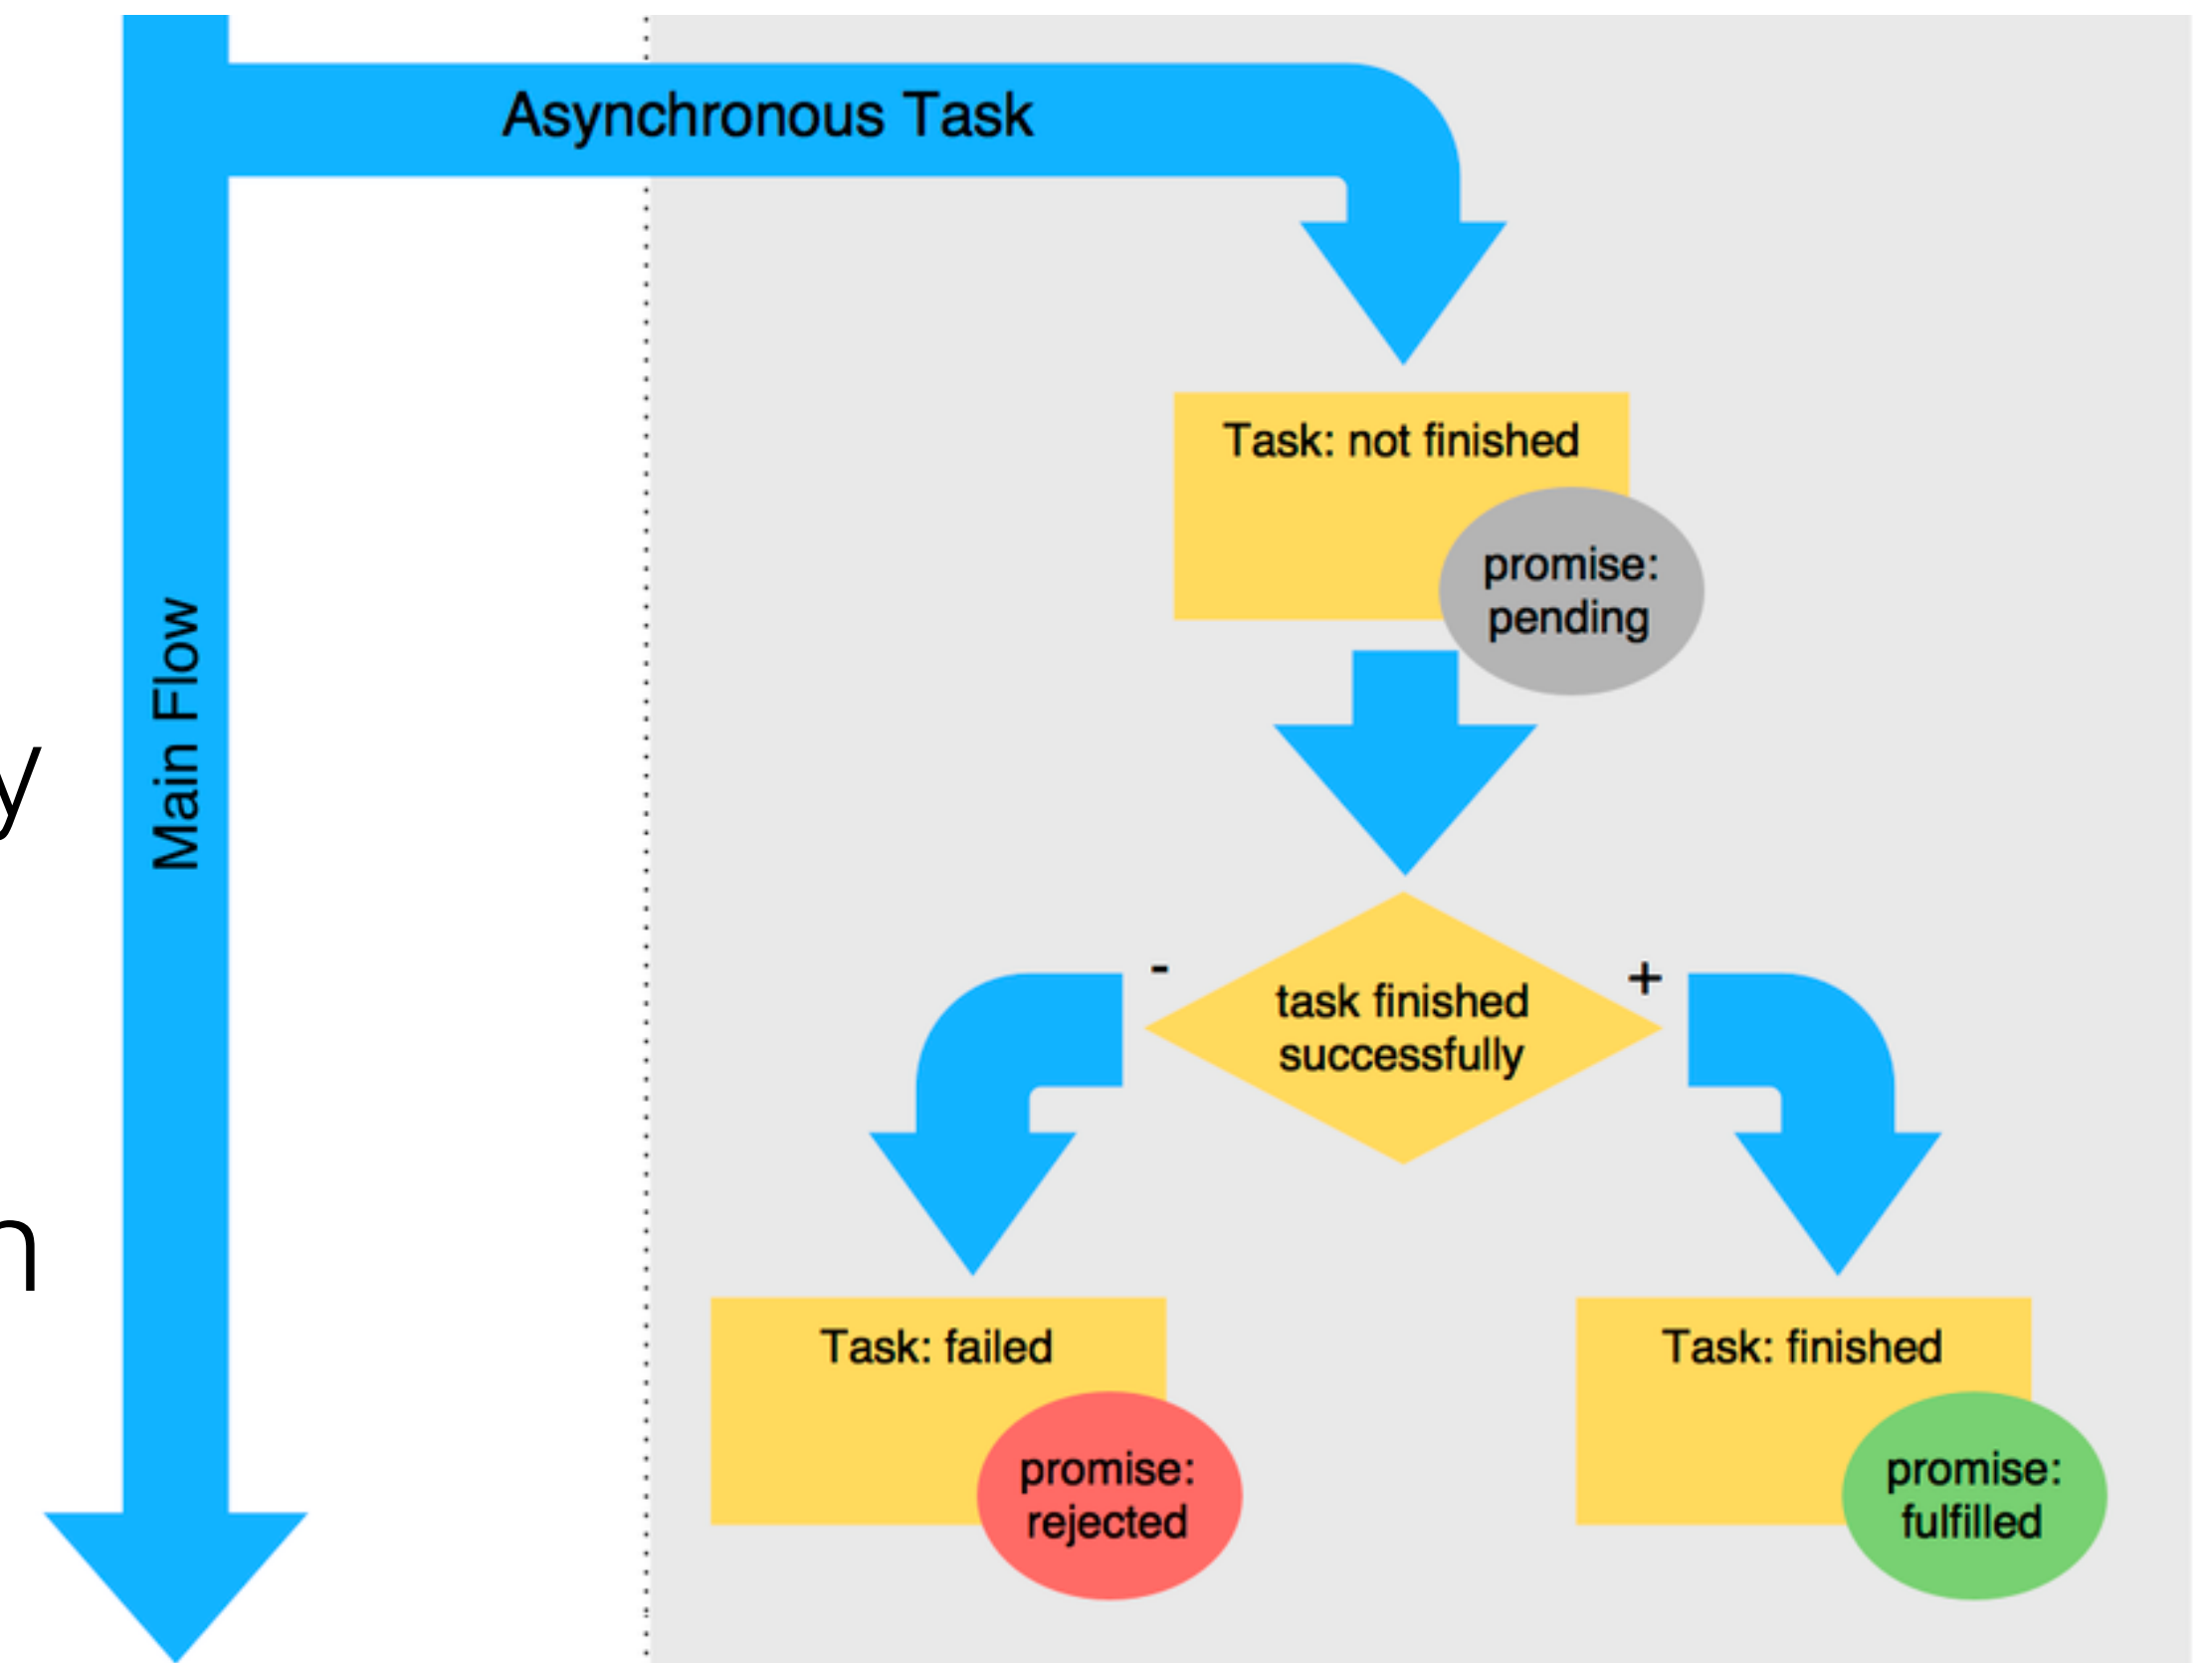 Asynchronous Task
Task: not finished
promise:
pending
Main Flow
y
-
+
task finished
successfully
n
Task: failed
Task: finished
promise:
rejected
promise:
fulfilled